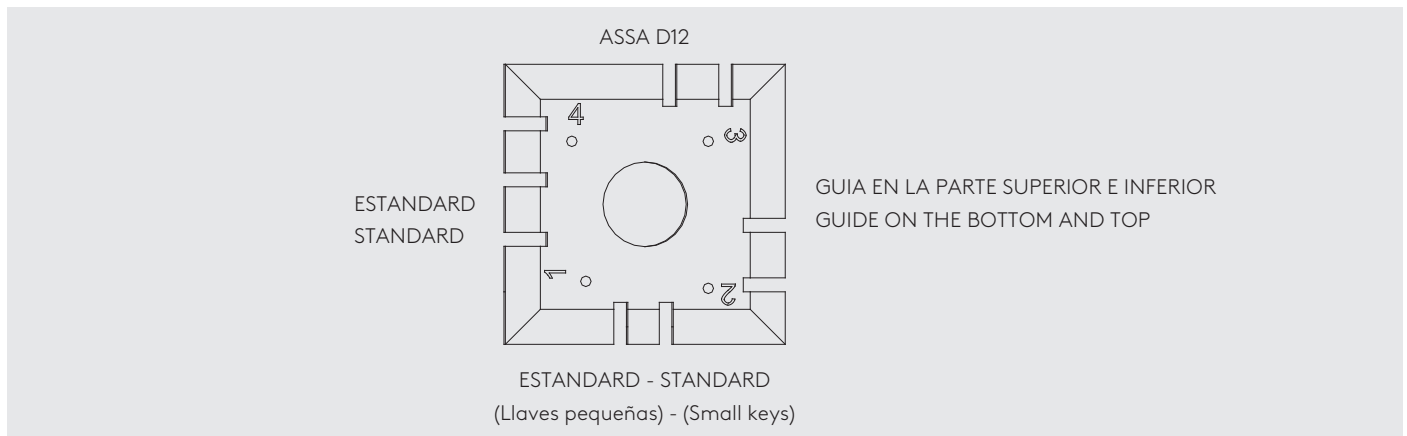 ASSA D12
4
3
ESTANDARD
STANDARD
GUIA EN LA PARTE SUPERIOR E INFERIOR
GUIDE ON THE BOTTOM AND TOP
1
2
ESTANDARD - STANDARD
(Llaves pequeñas) - (Small keys)